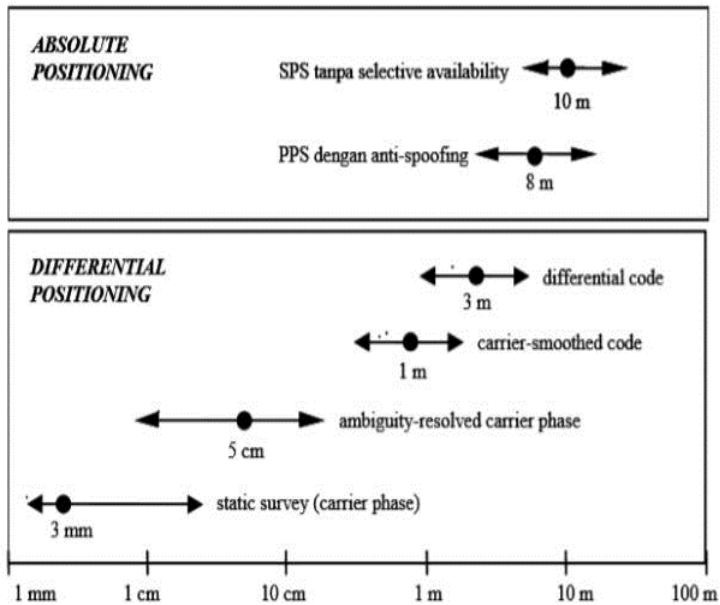 ABSOLUTE
POSITIONING
SPS tanpa selective availability
10 m
PPS dengan anti-spoofing
8 m
DIFFERENTIAL
POSITIONING
differential code
3 m
carrier-smoothed code
1 m
ambiguity-resolved carrier phase
5 cm
static survey (carrier phase)
3 mm
1 mm 1 cm 10 cm 1 m 10 m 100 m